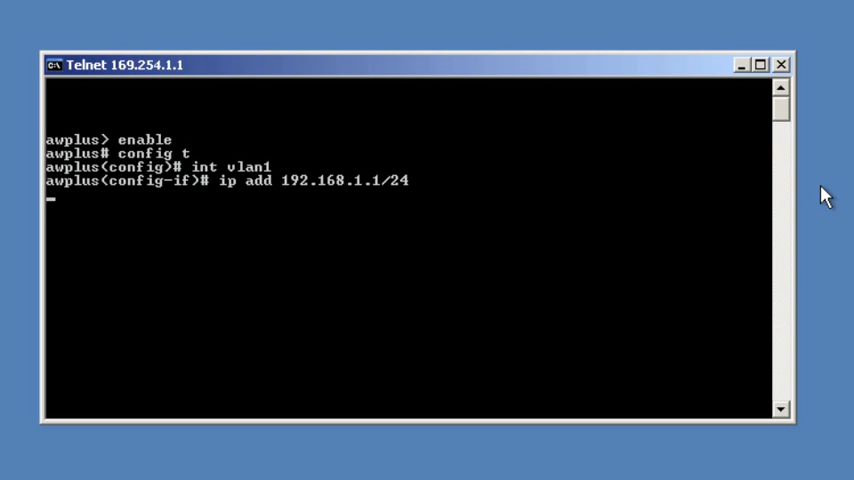 C:\ Telnet 169.254.1.1
awplus> enable
awplus# config t
awplus(config)# int vlan1
awplus(config-if)# ip add 192.168.1.1/24